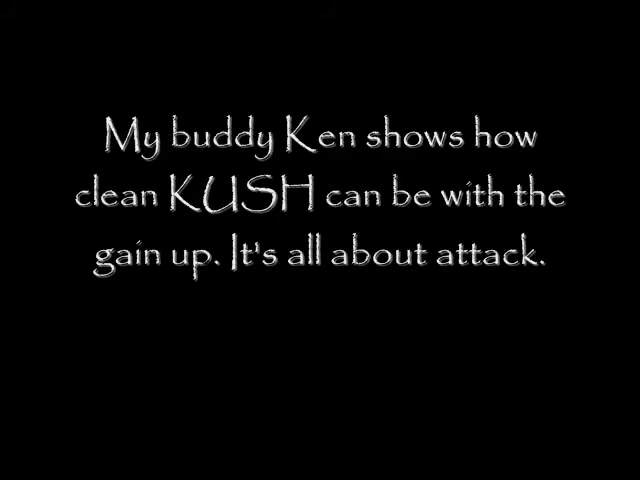 My buddy Ken shows how
clean KUSH can be with the
gain up. It's all about attack.